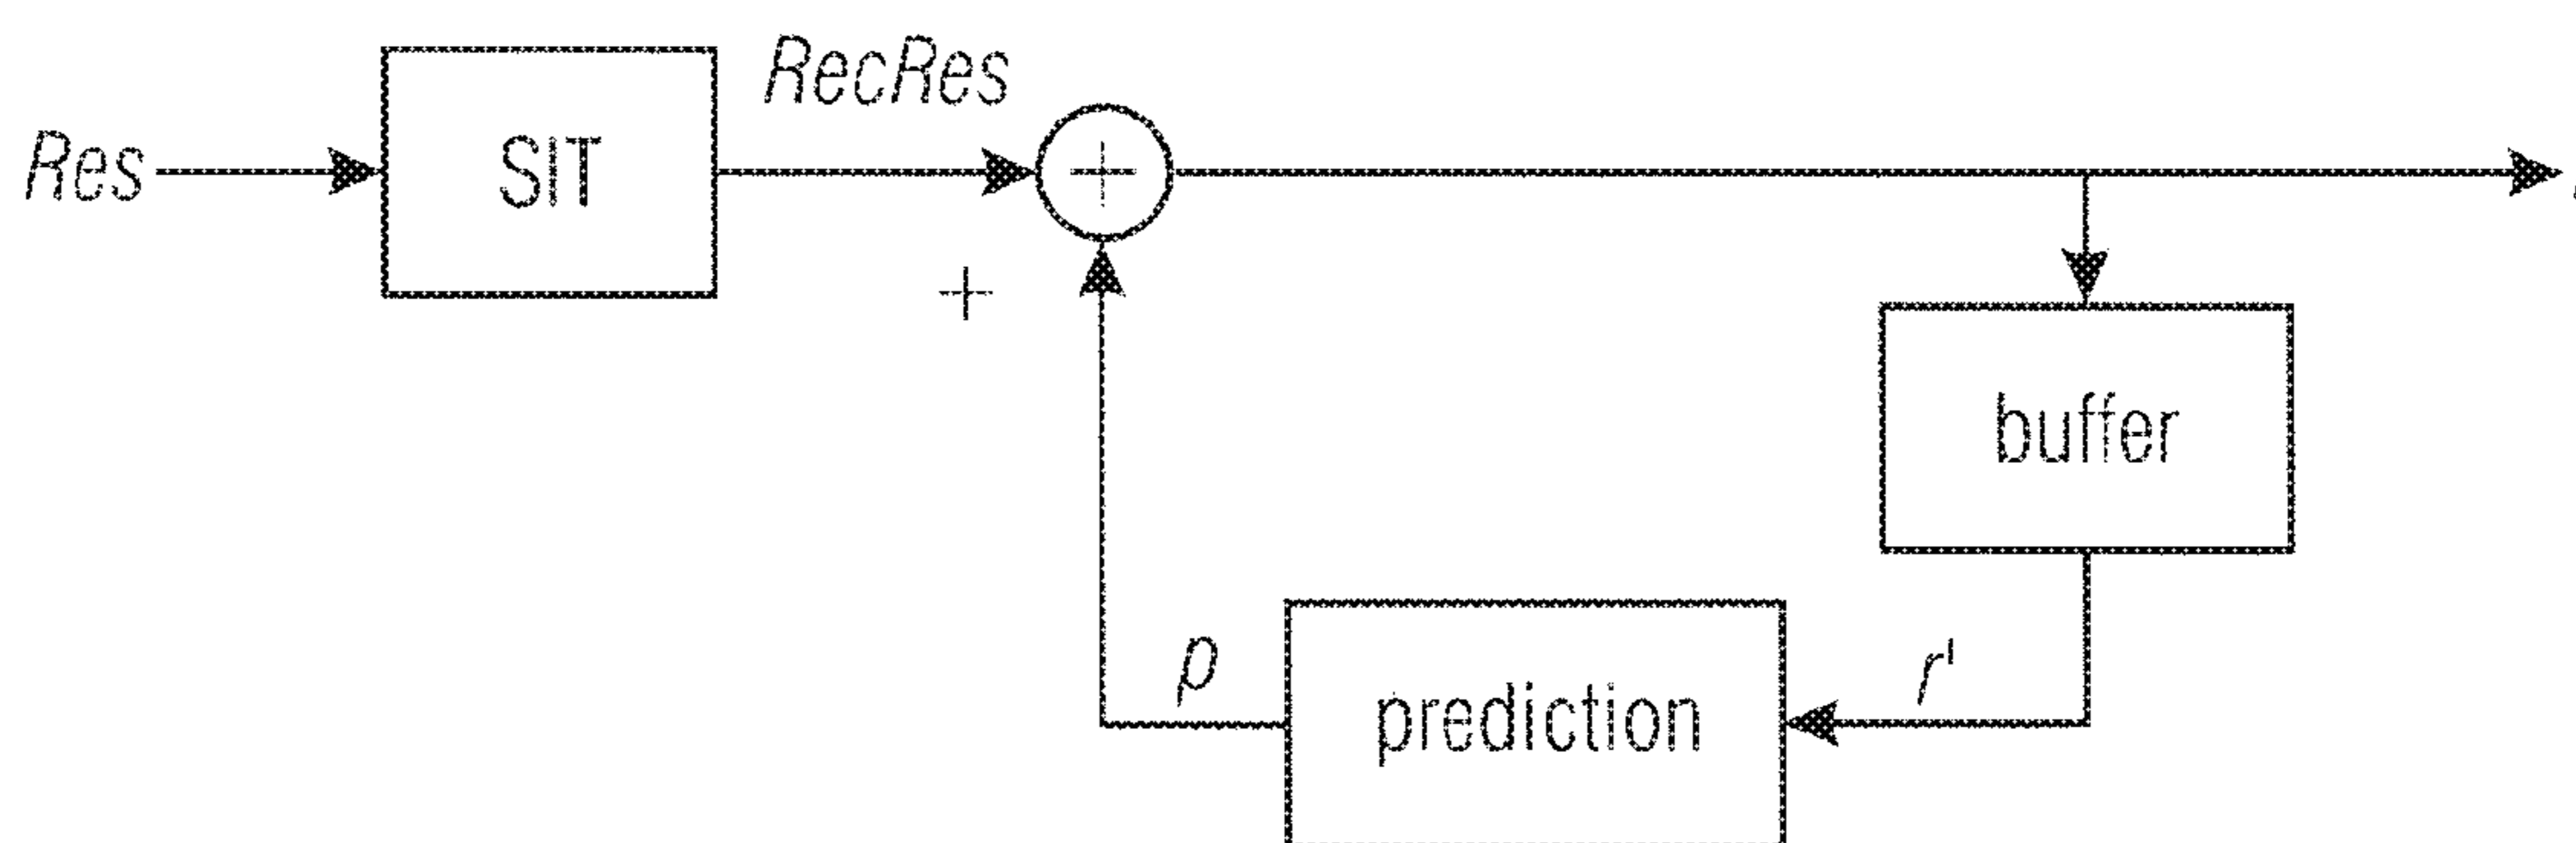 RecRes
Res
SIT
+
+
buffer
p
r'
prediction